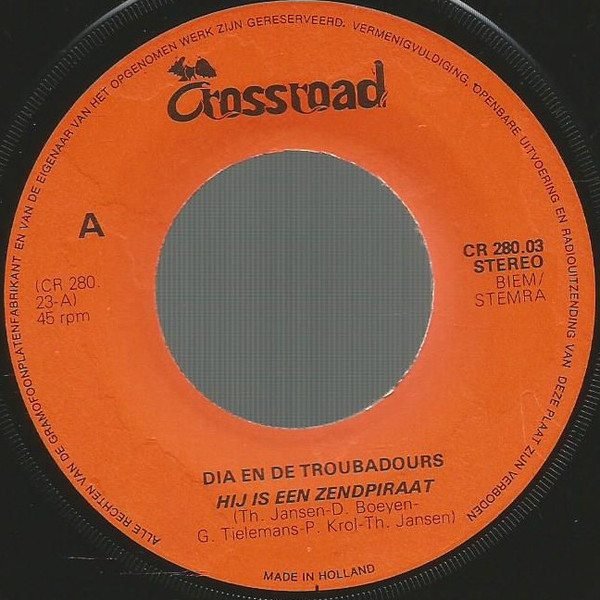 ALLE RECHTEN VAN DE GRAMOFOONPLATENFABRIKANT EN VAN DE EIGENAAR VAN HET OPGENOMEN WERK ZIJN GERESERVEERD. VERMENIGVULDIGING, OPENBARE UITVOERING EN RADIOUITZENDING VAN DEZE PLAAT ZIJN VERBODEN
Crossroad
A
CR 280.03
STEREO
BIEM/
STEMRA
(CR 280.
23-A)
45 rpm
DIA EN DE TROUBADOURS
HIJ IS EEN ZENDPIRAAT
(Th. Jansen-D. Boeyen-
G. Tielemans-P. Krol-Th. Jansen)
MADE IN HOLLAND